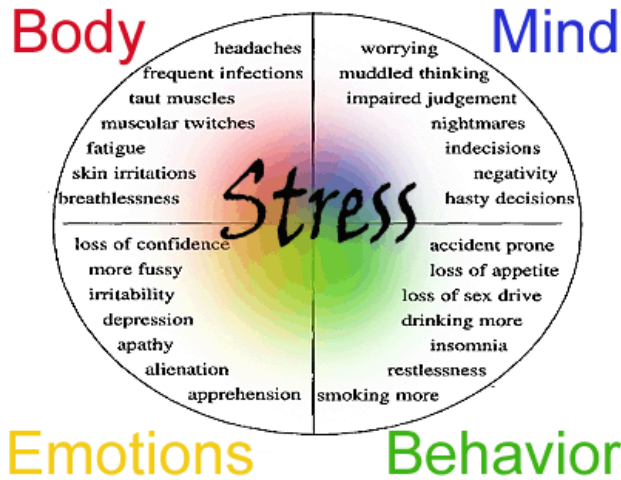 Body
headaches
frequent infections
taut muscles
muscular twitches
fatigue
skin irritations
breathlessness
Mind
worrying
muddled thinking
impaired judgement
nightmares
indecisions
negativity
hasty decisions
Stress
loss of confidence
more fussy
irritability
depression
apathy
alienation
apprehension
Emotions
accident prone
loss of appetite
loss of sex drive
drinking more
insomnia
restlessness
smoking more
Behavior